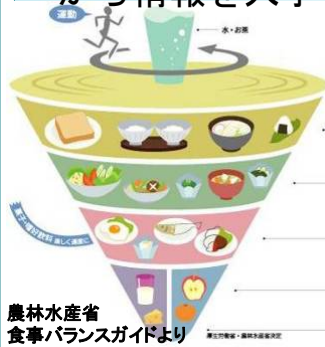 から情報を入手
運動
水・お茶
菓子・嗜好飲料 楽しく適度に
農林水産省
食事バランスガイドより
厚生労働省・農林水産省決定